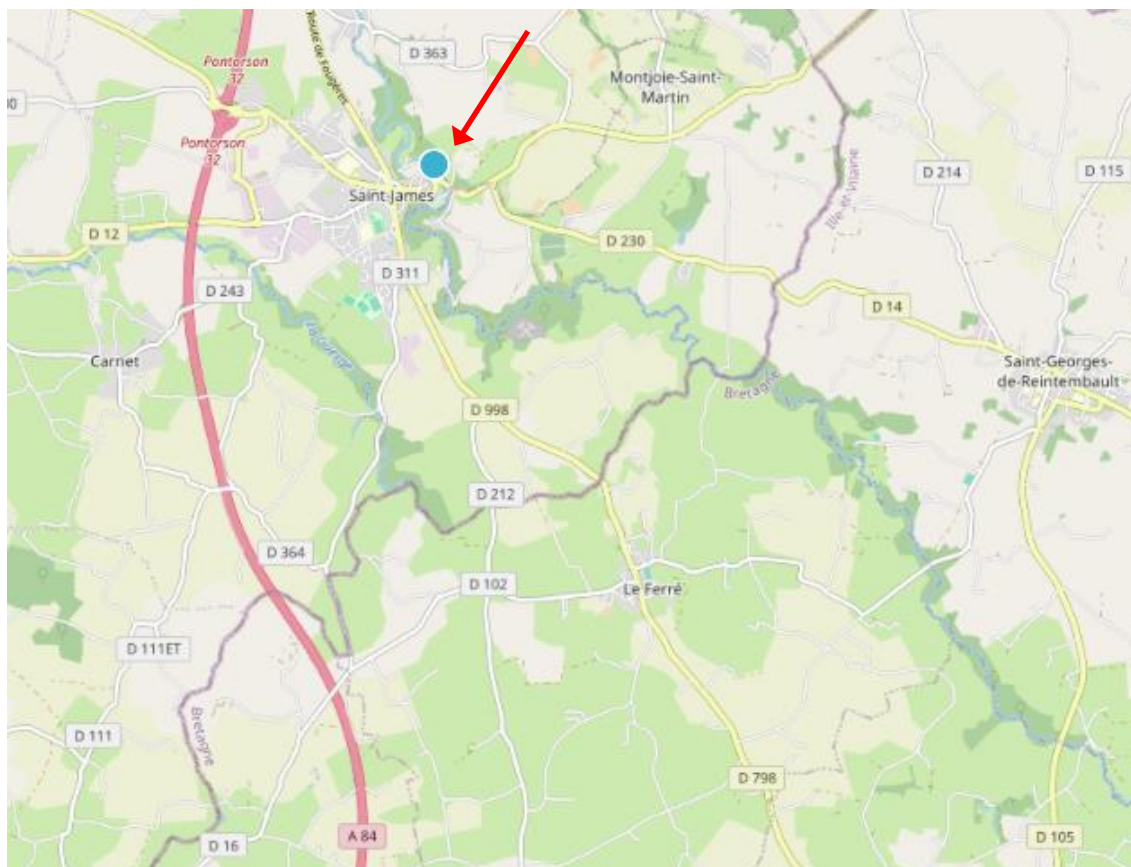 Route de Fougères
D 363
Pontorson
32
Montjoie-Saint-
Martin
Pontorson
32
D 214
D 115
Saint-James
Ille-et-Vilaine
D 12
D 230
D 311
D 243
D 14
Carnet
Saint-Georges-
de-Reintembault
Bretagne
D 998
D 212
D 364
D 102
Le Ferré
D 111ET
Bretagne
D 111
D 798
A 84
D 16
D 105